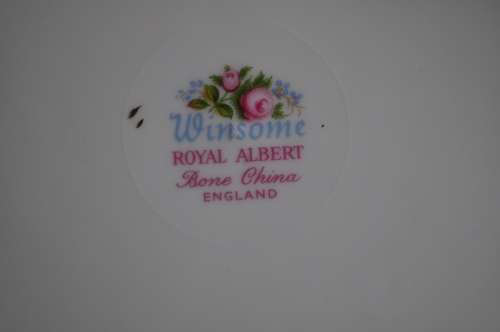 Winsome
ROYAL ALBERT
Bone China
ENGLAND